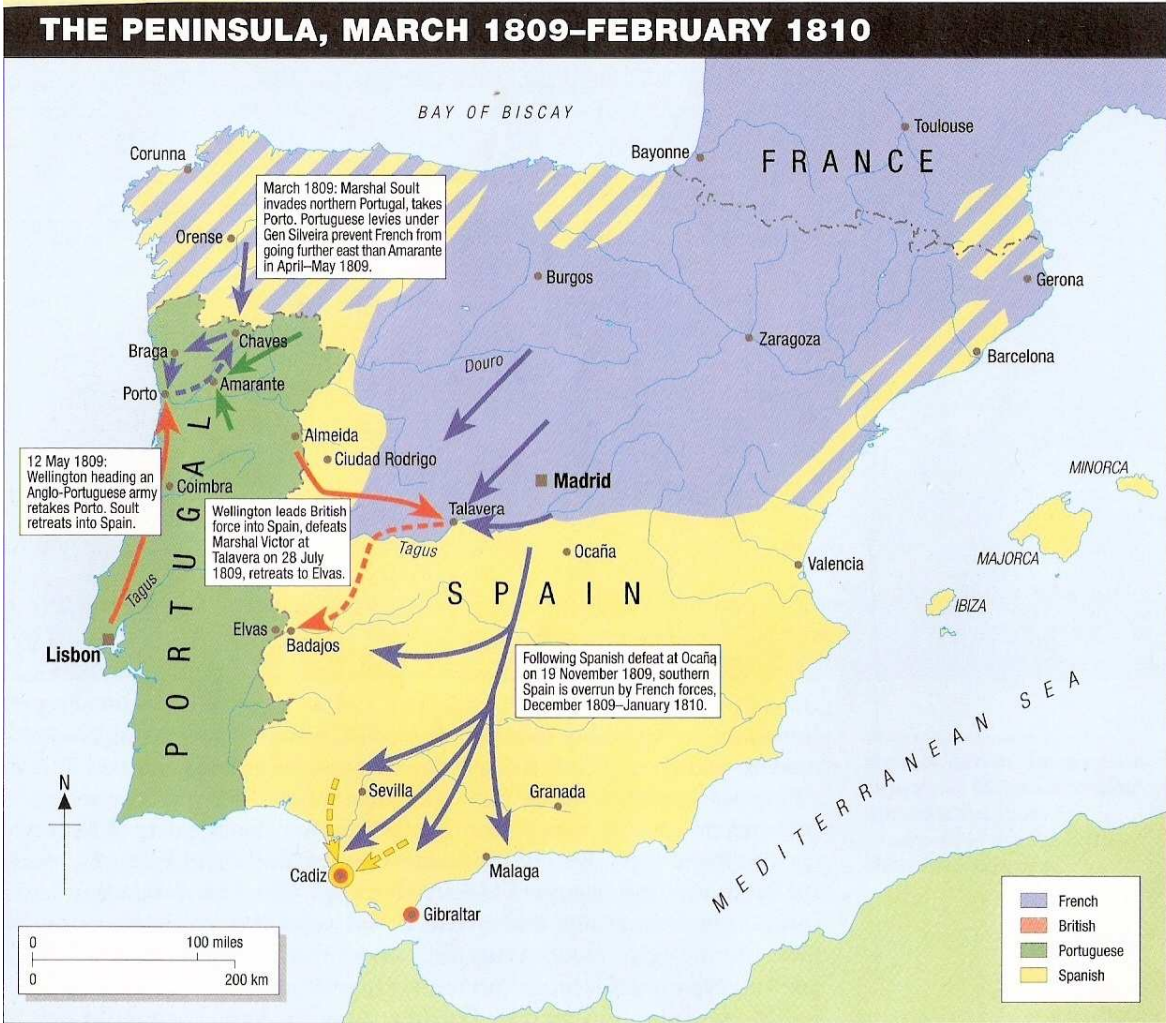 THE PENINSULA, MARCH 1809–FEBRUARY 1810
BAY OF BISCAY
Toulouse
Bayonne
FRANCE
Corunna
March 1809: Marshal Soult
invades northern Portugal, takes
Porto. Portuguese levies under
Gen Silveira prevent French from
going further east than Amarante
in April–May 1809.
Orense
Burgos
Gerona
Chaves
Zaragoza
Braga
Barcelona
Douro
Amarante
Porto
Almeida
Ciudad Rodrigo
12 May 1809:
Wellington heading an
Anglo-Portuguese army
retakes Porto. Soult
retreats into Spain.
Coimbra
Madrid
MINORCA
Wellington leads British
force into Spain, defeats
Marshal Victor at
Talavera on 28 July
1809, retreats to Elvas.
Talavera
Tagus
Ocaña
Valencia
MAJORCA
Tagus
SPAIN
IBIZA
PORTUGAL
Elvas
Badajos
Lisbon
Following Spanish defeat at Ocaña
on 19 November 1809, southern
Spain is overrun by French forces,
December 1809–January 1810.
MEDITERRANEAN SEA
N
Sevilla
Granada
Cadiz
Malaga
Gibraltar
French
British
Portuguese
Spanish
0 100 miles
0 200 km